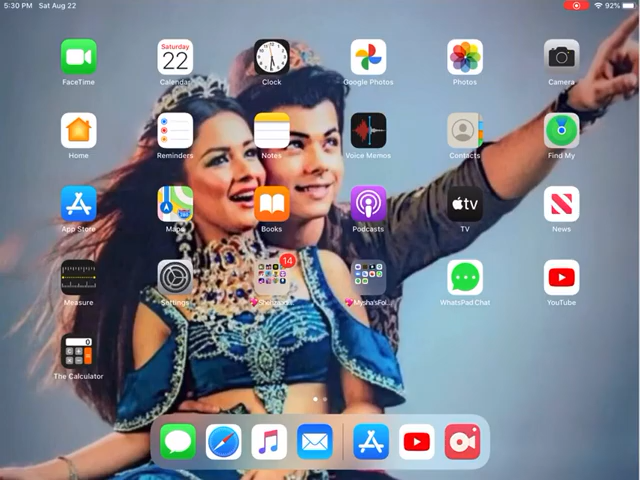 5:30 PM Sat Aug 22
92%
Saturday
22
FaceTime
Calendar
Clock
Google Photos
Photos
Camera
Home
Reminders
Notes
Voice Memos
Contacts
Find My
App Store
Maps
Books
Podcasts
tv
TV
News
14
Measure
Settings
Mysha'sFol...
WhatsPad Chat
YouTube
0
The Calculator